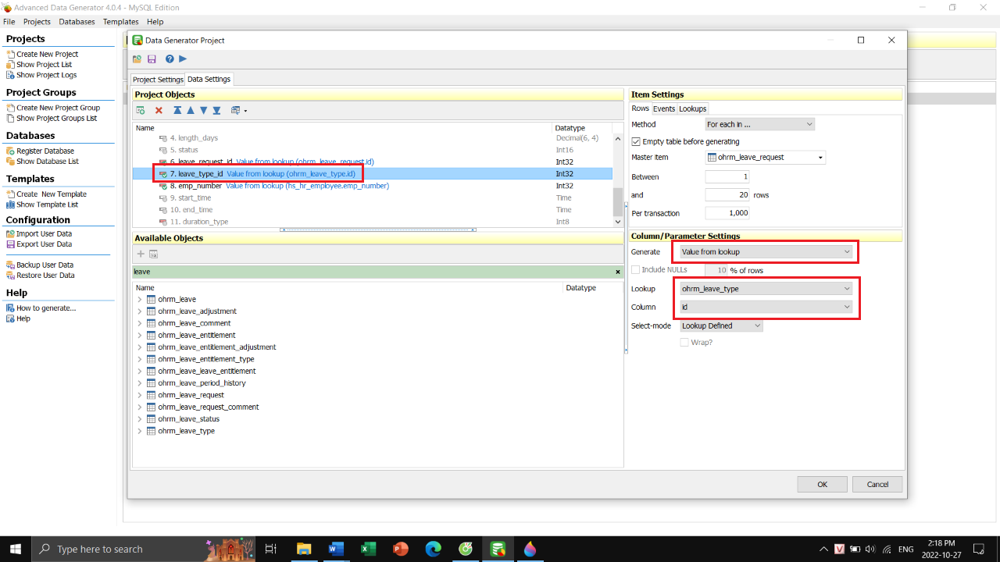 Advanced Data Generator 4.0.4 - MySQL Edition
File Projects Databases Templates Help
Projects
Create New Project
Show Project List
Show Project Logs
Project Groups
Create New Project Group
Show Project Groups List
Databases
Register Database
Show Database List
Templates
Create New Template
Show Template List
Configuration
Import User Data
Export User Data
Backup User Data
Restore User Data
Help
How to generate...
Help
Data Generator Project
Project Settings Data Settings
Project Objects
Name Datatype
4. length_days Decimal(6, 4)
5. status Int16
6. leave_request_id Value from lookup (ohrm_leave_request.id) Int32
7. leave_type_id Value from lookup (ohrm_leave_type.id) Int32
8. emp_number Value from lookup (hs_hr_employee.emp_number) Int32
9. start_time Time
10. end_time Time
11. duration_type Int8
Available Objects
leave
Name Datatype
ohrm_leave
ohrm_leave_adjustment
ohrm_leave_comment
ohrm_leave_entitlement
ohrm_leave_entitlement_adjustment
ohrm_leave_entitlement_type
ohrm_leave_leave_entitlement
ohrm_leave_period_history
ohrm_leave_request
ohrm_leave_request_comment
ohrm_leave_status
ohrm_leave_type
Item Settings
Rows Events Lookups
Method For each in ...
Empty table before generating
Master item ohrm_leave_request
Between 1
and 20 rows
Per transaction 1,000
Column/Parameter Settings
Generate Value from lookup
Include NULLs 10 % of rows
Lookup ohrm_leave_type
Column id
Select-mode Lookup Defined
Wrap?
OK Cancel
Type here to search
ENG
2:18 PM
2022-10-27